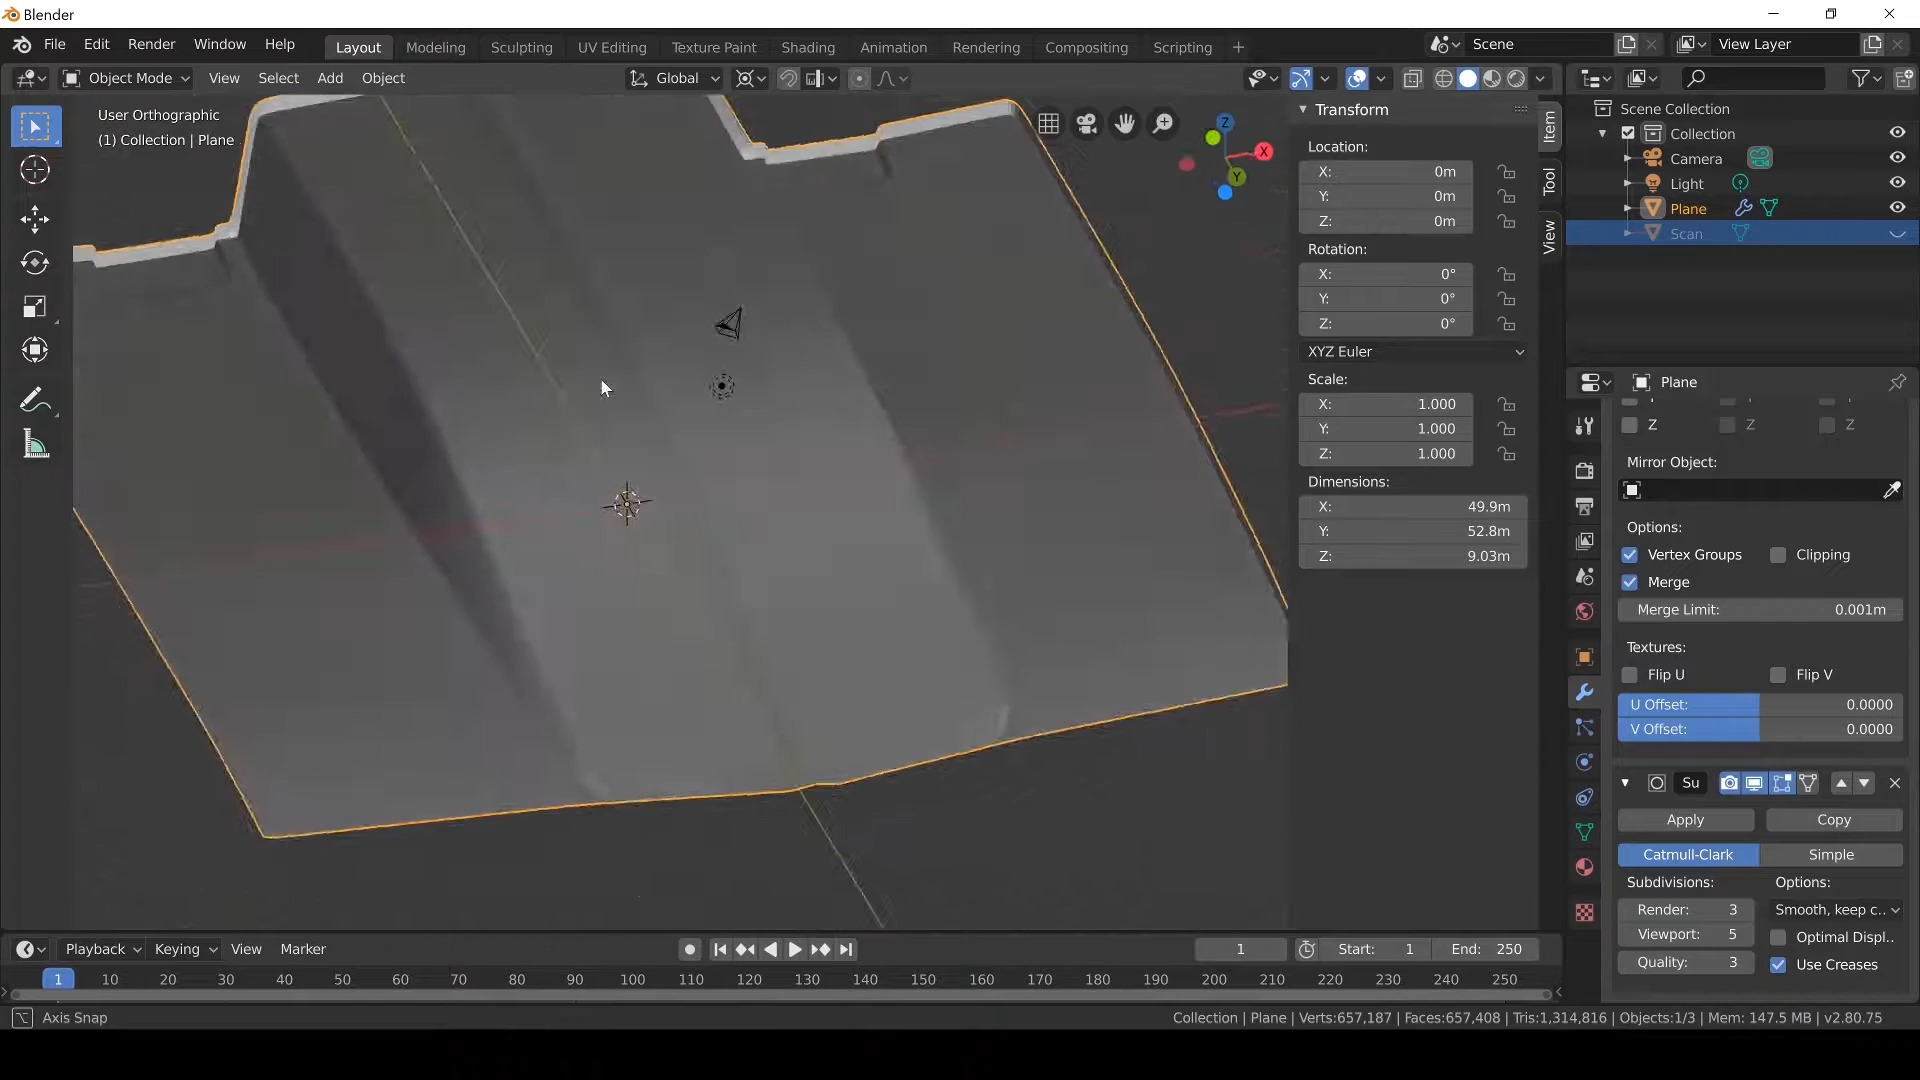 Blender
File Edit Render Window Help Layout Modeling Sculpting UV Editing Texture Paint Shading Animation Rendering Compositing Scripting + Scene View Layer
Object Mode View Select Add Object Global
User Orthographic
(1) Collection | Plane
Z
X
Y
Transform
Location:
X: 0m
Y: 0m
Z: 0m
Rotation:
X: 0°
Y: 0°
Z: 0°
XYZ Euler
Scale:
X: 1.000
Y: 1.000
Z: 1.000
Dimensions:
X: 49.9m
Y: 52.8m
Z: 9.03m
Item
Tool
View
Scene Collection
Collection
Camera
Light
Plane
Scan
Plane
Z Z Z
Mirror Object:
Options:
Vertex Groups Clipping
Merge
Merge Limit: 0.001m
Textures:
Flip U Flip V
U Offset: 0.0000
V Offset: 0.0000
Su
Apply Copy
Catmull-Clark Simple
Subdivisions: Options:
Render: 3 Smooth, keep c..
Viewport: 5 Optimal Displ..
Quality: 3 Use Creases
Playback Keying View Marker 1 Start: 1 End: 250
1 10 20 30 40 50 60 70 80 90 100 110 120 130 140 150 160 170 180 190 200 210 220 230 240 250
Axis Snap Collection | Plane | Verts:657,187 | Faces:657,408 | Tris:1,314,816 | Objects:1/3 | Mem: 147.5 MB | v2.80.75